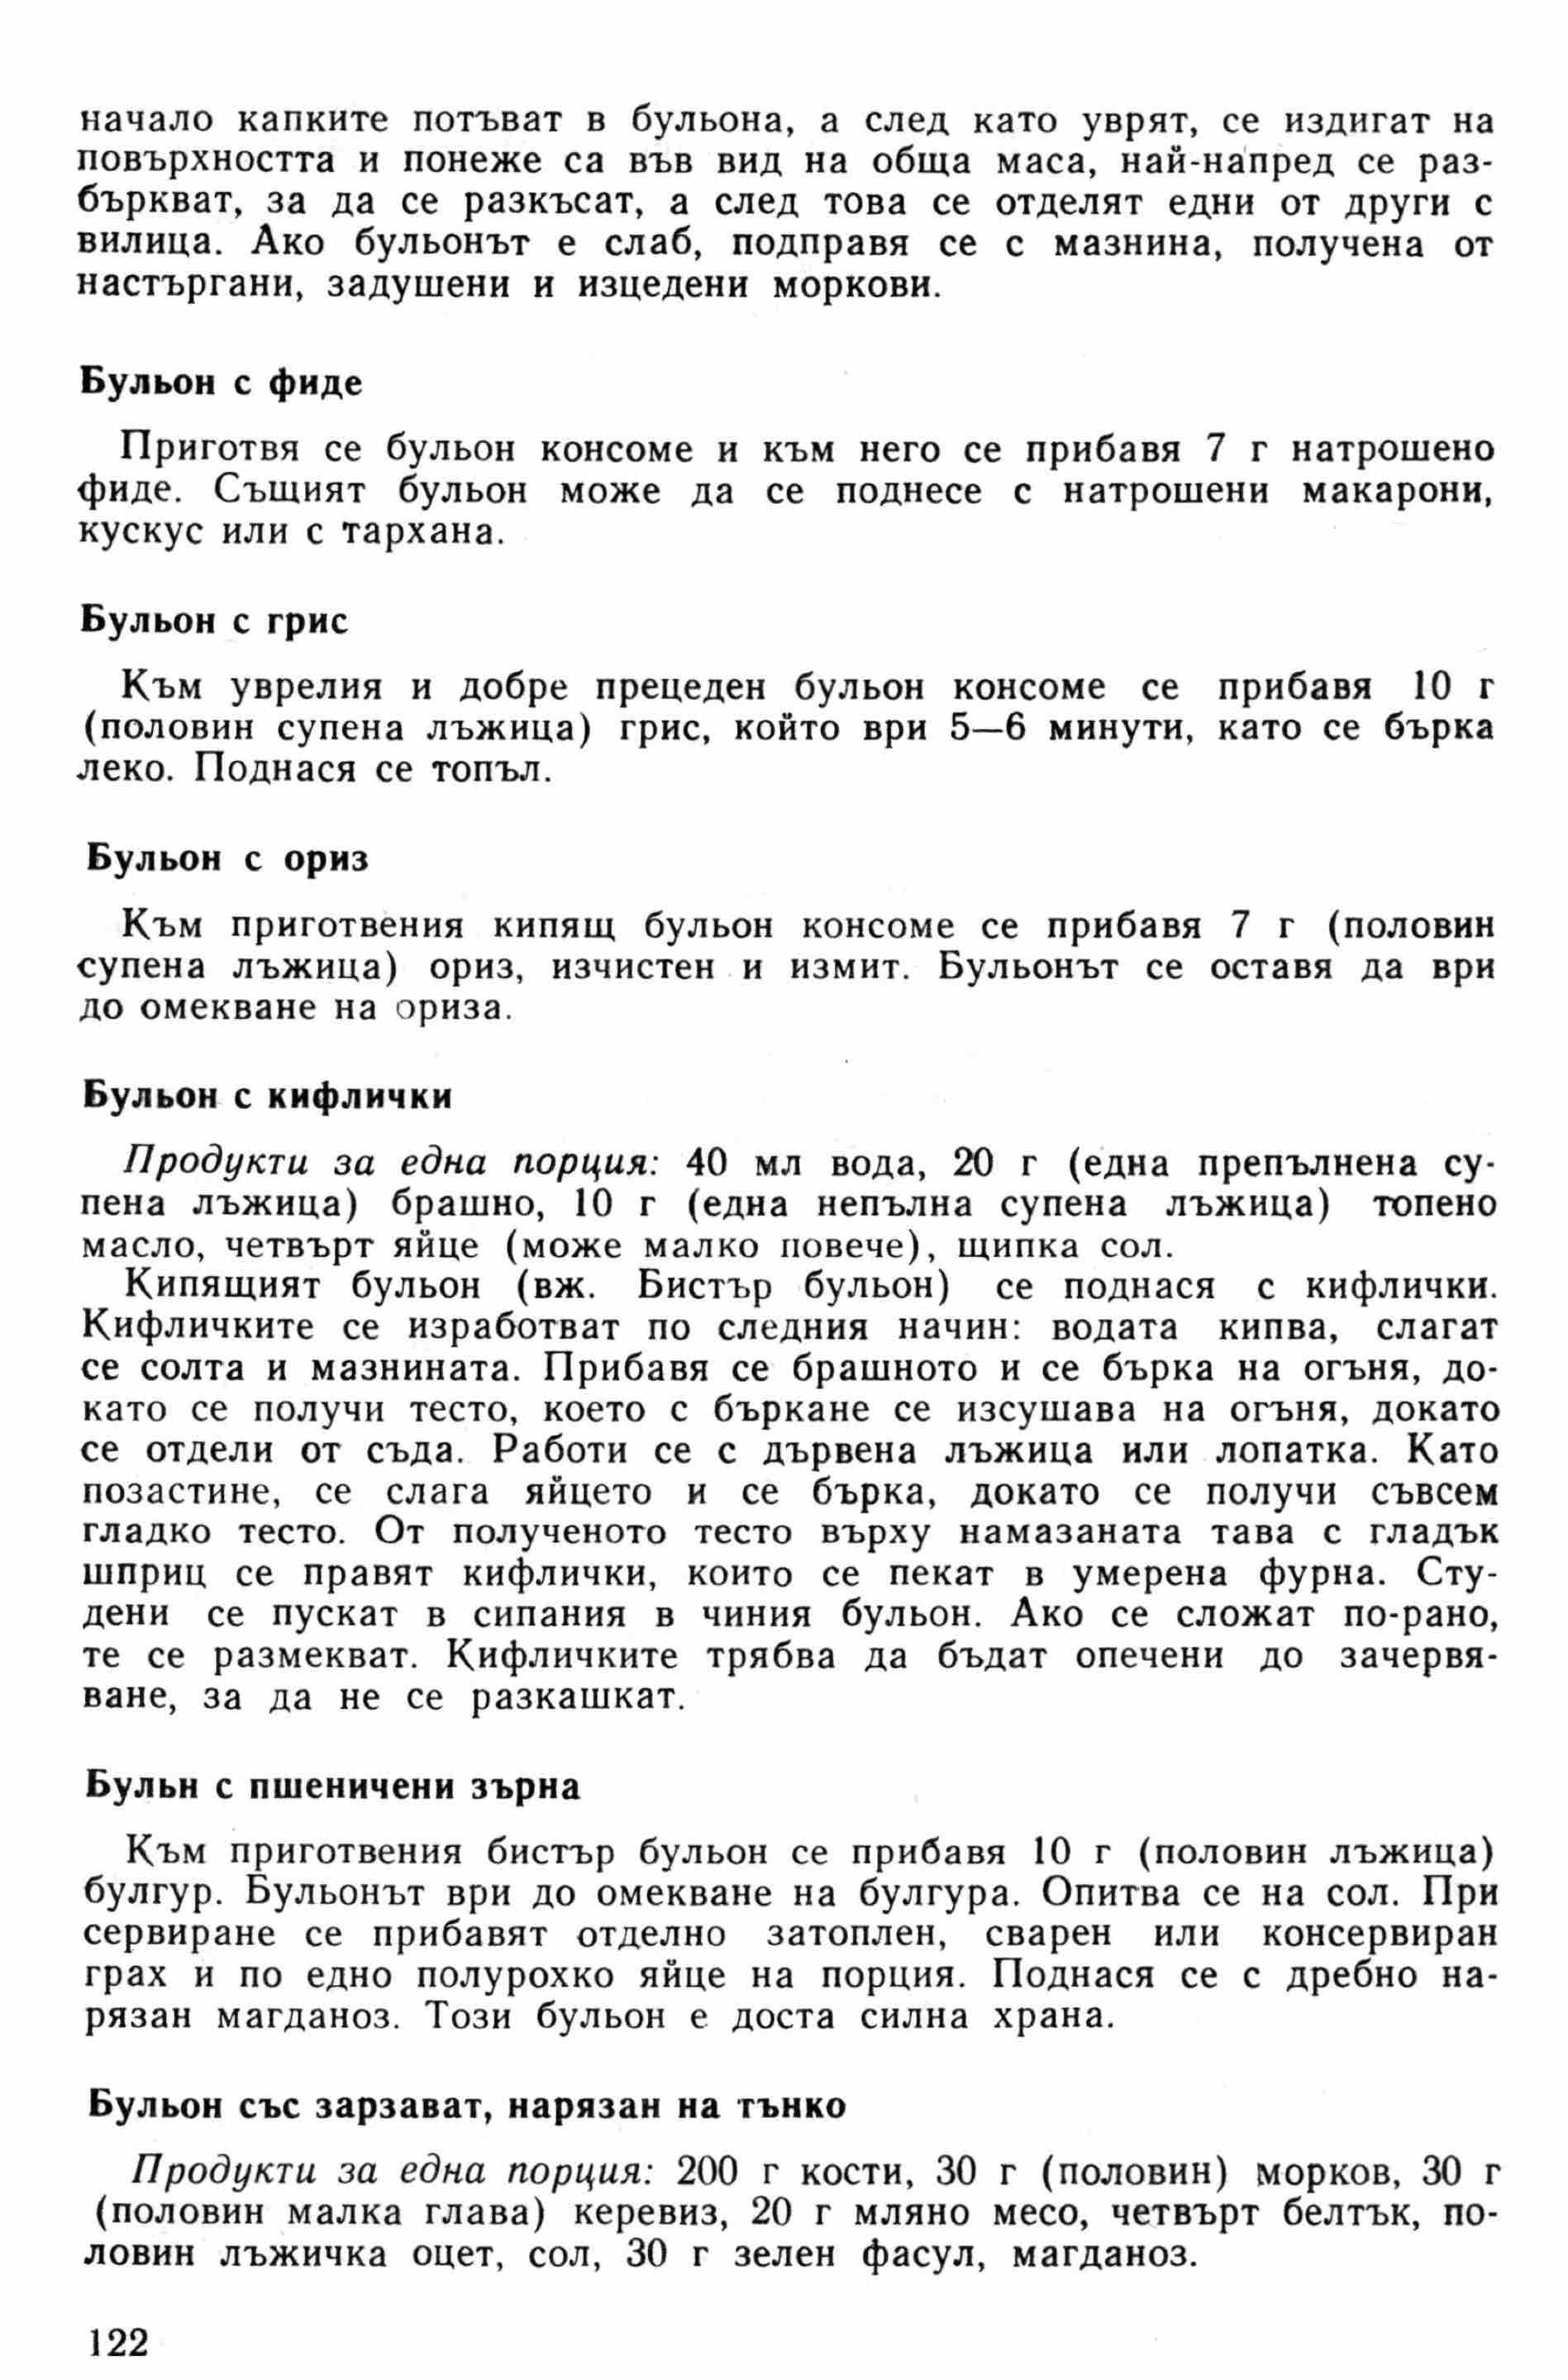 начало капките потъват в бульона, а след като уврят, се издигат на
повърхността и понеже са във вид на обща маса, най-напред се раз-
бъркват, за да се разкъсат, а след това се отделят едни от други с
вилица. Ако бульонът е слаб, подправя се с мазнина, получена от
настъргани, задушени и изцедени моркови.
Бульон с фиде
Приготвя се бульон консоме и към него се прибавя 7 г натрошено
фиде. Същият бульон може да се поднесе с натрошени макарони,
кускус или с тархана.
Бульон с грис
Към уврелия и добре прецеден бульон консоме се прибавя 10 г
(половин супена лъжица) грис, който ври 5—6 минути, като се бърка
леко. Поднася се топъл.
Бульон с ориз
Към приготвения кипящ бульон консоме се прибавя 7 г (половин
супена лъжица) ориз, изчистен и измит. Бульонът се оставя да ври
до омекване на ориза.
Бульон с кифлички
Продукти за една порция: 40 мл вода, 20 г (една препълнена су-
пена лъжица) брашно, 10 г (една непълна супена лъжица) топено
масло, четвърт яйце (може малко повече), щипка сол.
Кипящият бульон (вж. Бистър бульон) се поднася с кифлички.
Кифличките се изработват по следния начин: водата кипва, слагат
се солта и мазнината. Прибавя се брашното и се бърка на огъня, до-
като се получи тесто, което с бъркане се изсушава на огъня, докато
се отдели от съда. Работи се с дървена лъжица или лопатка. Като
позастине, се слага яйцето и се бърка, докато се получи съвсем
гладко тесто. От полученото тесто върху намазаната тава с гладък
шприц се правят кифлички, които се пекат в умерена фурна. Сту-
дени се пускат в сипания в чиния бульон. Ако се сложат по-рано,
те се размекват. Кифличките трябва да бъдат опечени до зачервя-
ване, за да не се разкашкат.
Бульн с пшеничени зърна
Към приготвения бистър бульон се прибавя 10 г (половин лъжица)
булгур. Бульонът ври до омекване на булгура. Опитва се на сол. При
сервиране се прибавят отделно затоплен, сварен или консервиран
грах и по едно полурохко яйце на порция. Поднася се с дребно на-
рязан магданоз. Този бульон е доста силна храна.
Бульон със зарзават, нарязан на тънко
Продукти за една порция: 200 г кости, 30 г (половин) морков, 30 г
(половин малка глава) керевиз, 20 г мляно месо, четвърт белтък, по-
ловин лъжичка оцет, сол, 30 г зелен фасул, магданоз.
122